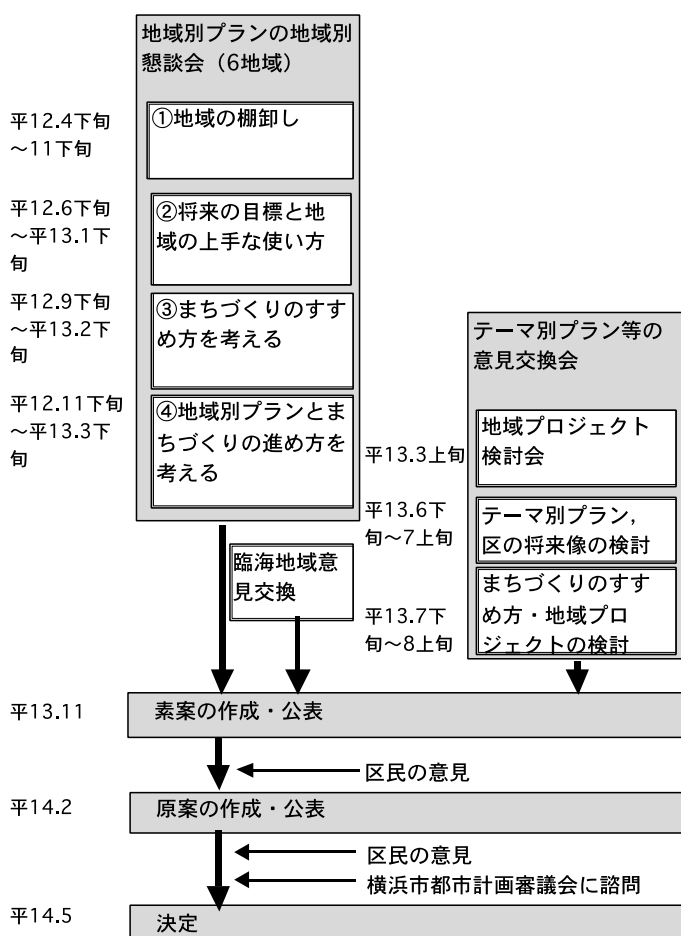 地域別プランの地域別
懇談会（6地域）
平12.4下旬
～11下旬
①地域の棚卸し
平12.6下旬
～平13.1下
旬
②将来の目標と地
域の上手な使い方
平12.9下旬
～平13.2下
旬
③まちづくりのすす
め方を考える
平12.11下旬
～平13.3下
旬
④地域別プランとま
ちづくりの進め方を
考える
テーマ別プラン等の
意見交換会
平13.3上旬
地域プロジェクト
検討会
平13.6下
旬～7上旬
テーマ別プラン，
区の将来像の検討
平13.7下
旬～8上旬
まちづくりのすす
め方・地域プロ
ジェクトの検討
臨海地域意
見交換
平13.11
素案の作成・公表
区民の意見
平14.2
原案の作成・公表
区民の意見
横浜市都市計画審議会に諮問
平14.5
決定